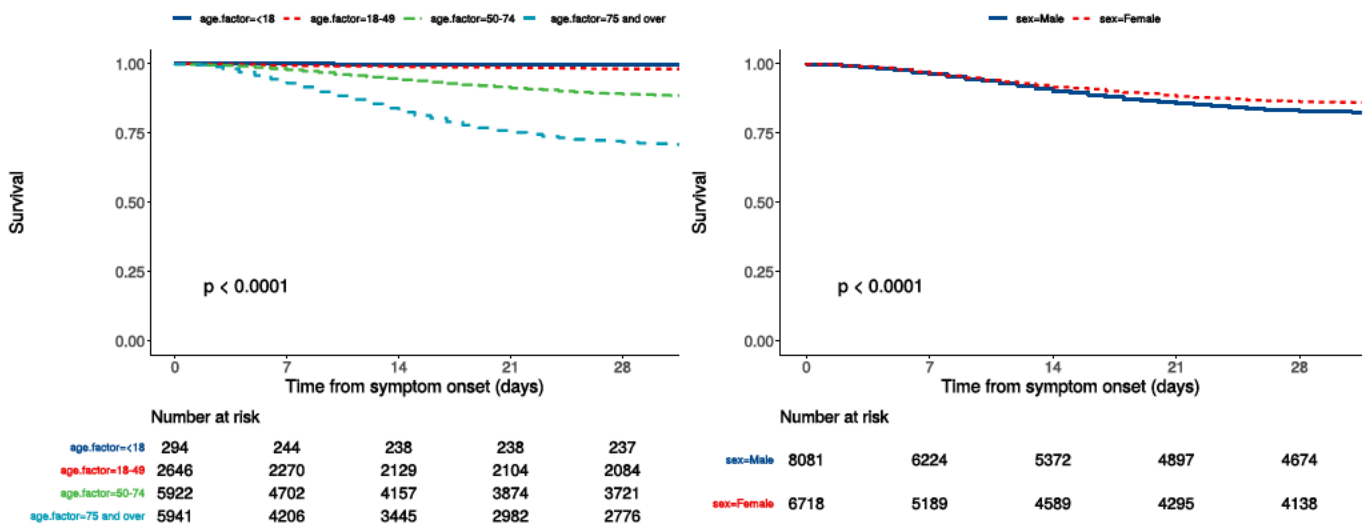 age.factor=<18 age.factor=18-49 age.factor=50-74 age.factor=75 and over
1.00
0.75
0.50
0.25
0.00
Survival
p < 0.0001
0 7 14 21 28
Time from symptom onset (days)
Number at risk
age.factor=<18 294 244 238 238 237
age.factor=18-49 2646 2270 2129 2104 2084
age.factor=50-74 5922 4702 4157 3874 3721
age.factor=75 and over 5941 4206 3445 2982 2776
sex=Male sex=Female
1.00
0.75
0.50
0.25
0.00
Survival
p < 0.0001
0 7 14 21 28
Time from symptom onset (days)
Number at risk
sex=Male 8081 6224 5372 4897 4674
sex=Female 6718 5189 4589 4295 4138